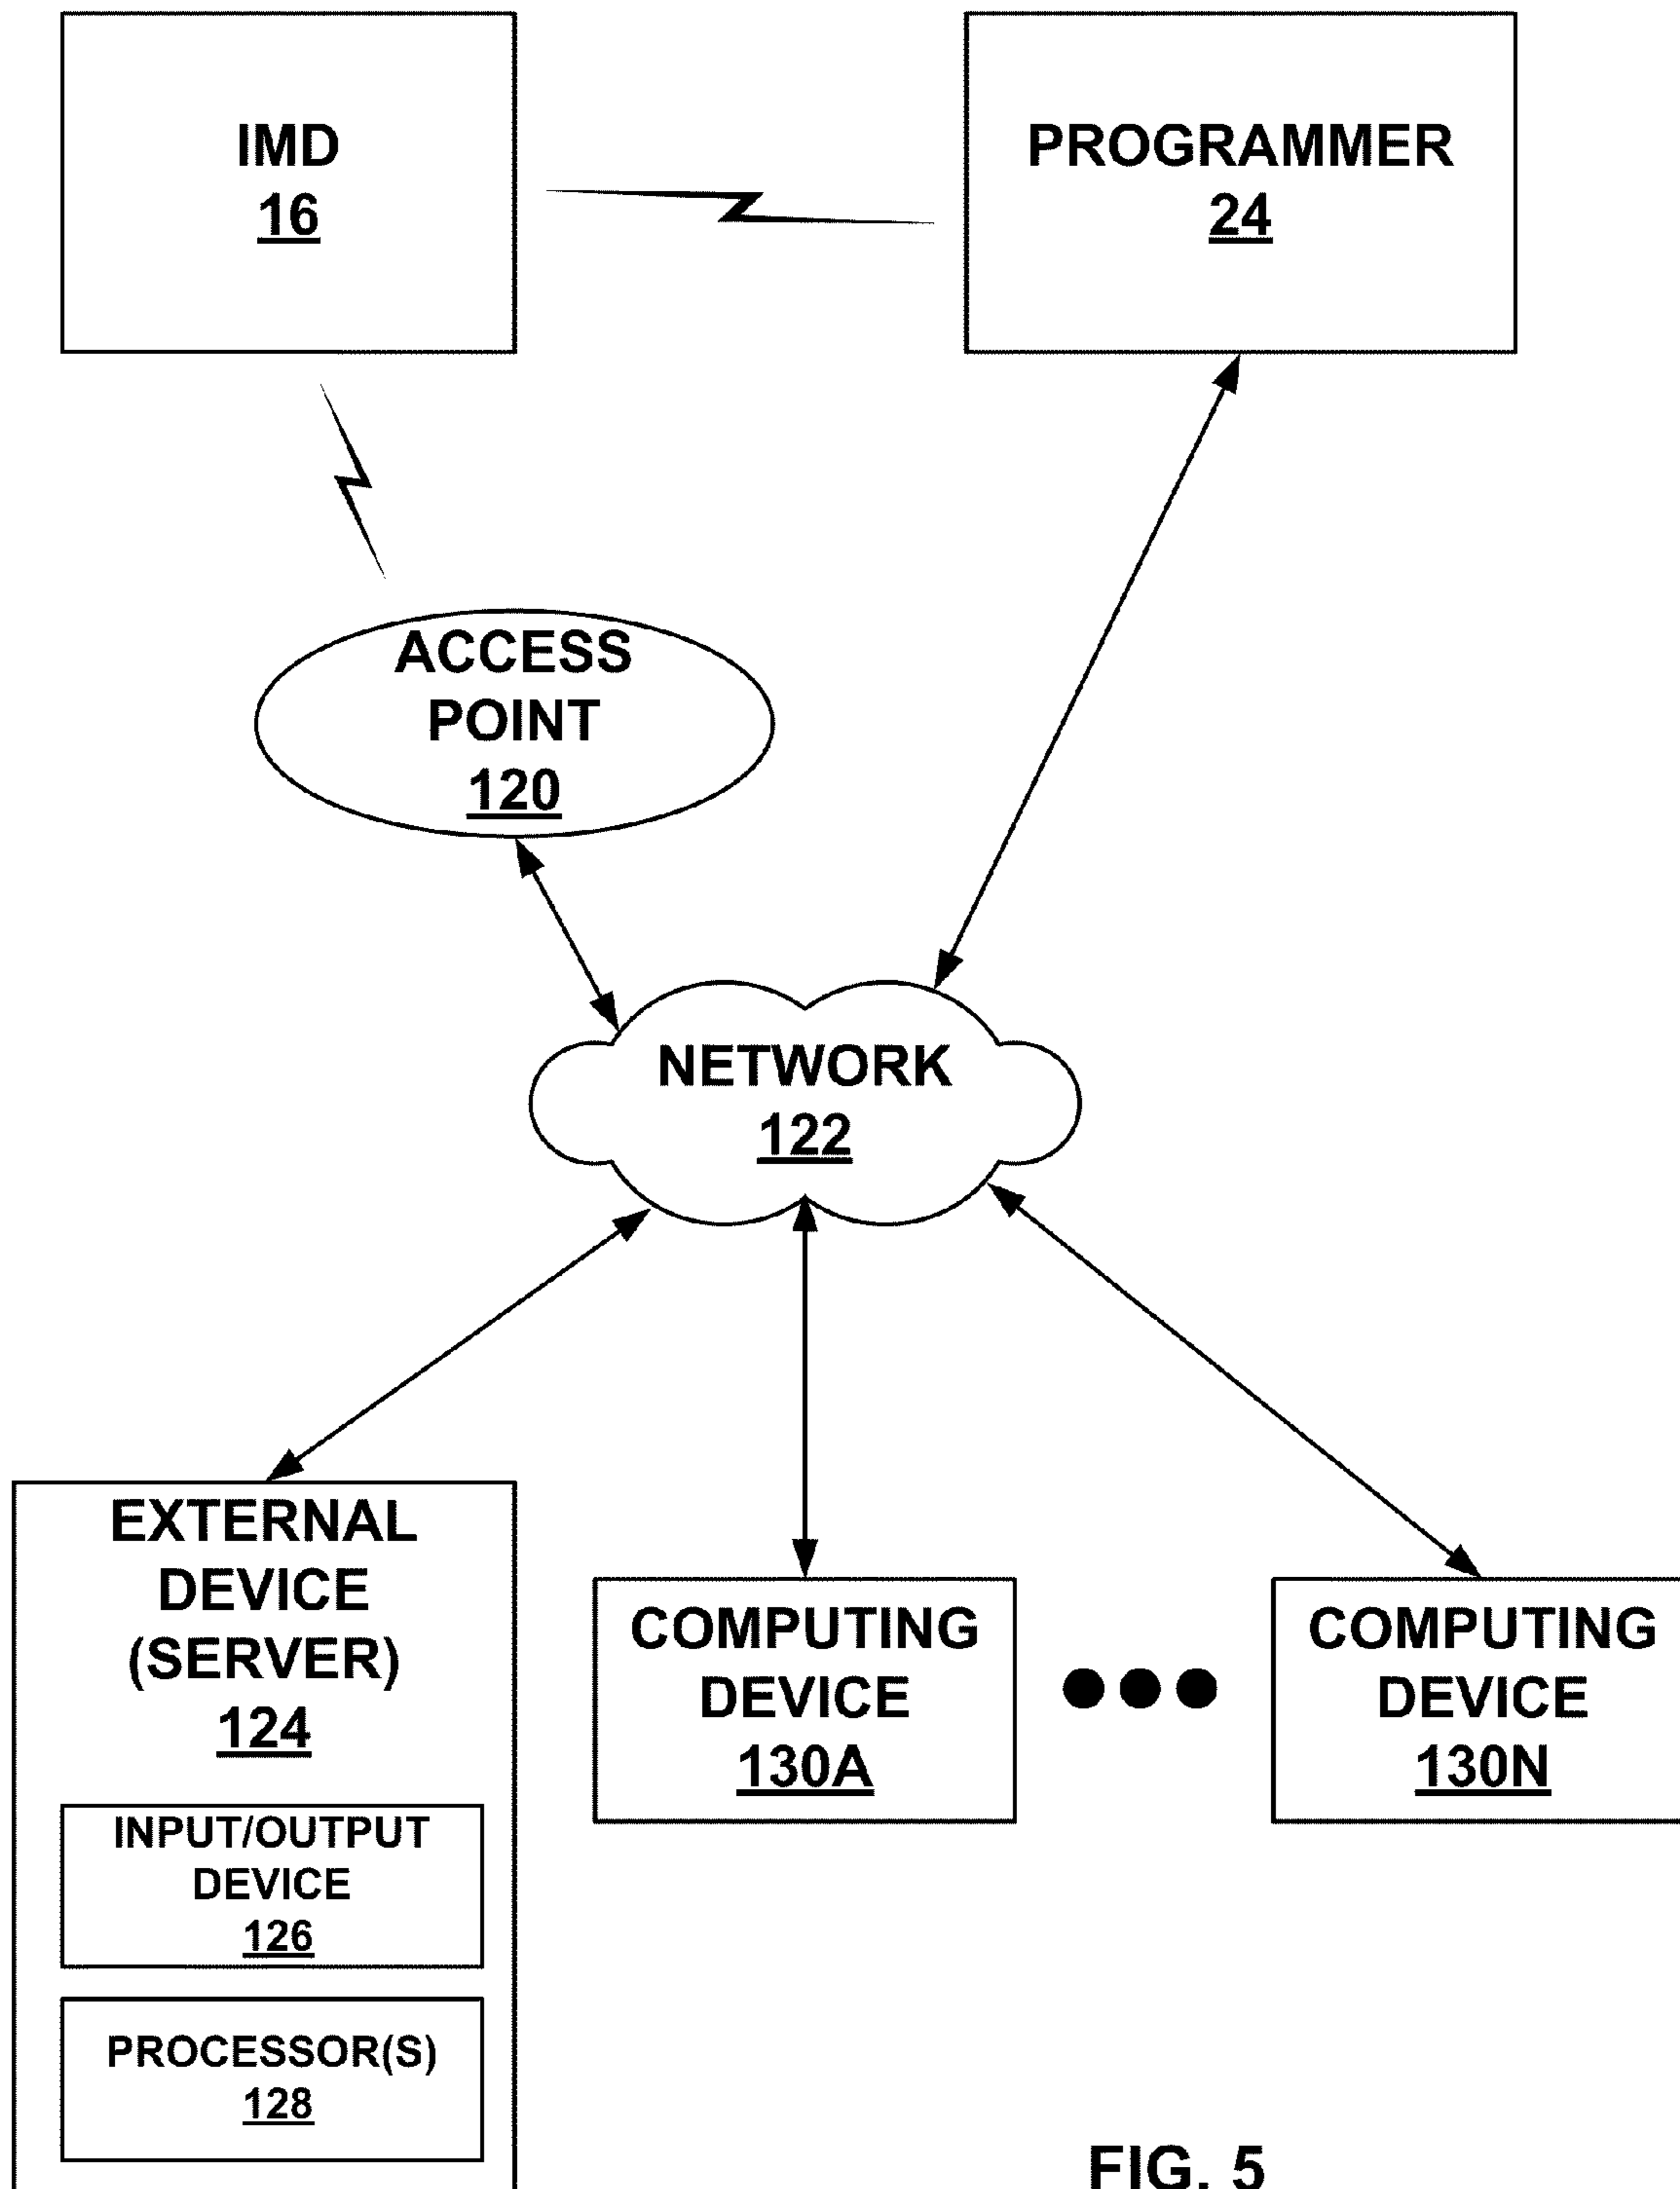 IMD
16
PROGRAMMER
24
ACCESS
POINT
120
NETWORK
122
EXTERNAL
DEVICE
(SERVER)
124
INPUT/OUTPUT
DEVICE
126
PROCESSOR(S)
128
COMPUTING
DEVICE
130A
COMPUTING
DEVICE
130N
FIG. 5